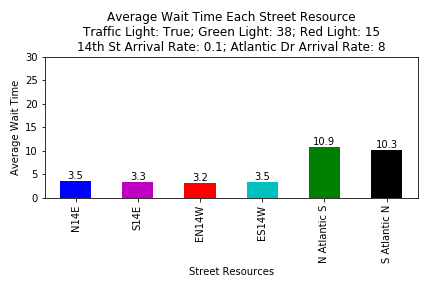 Average Wait Time Each Street Resource
Traffic Light: True; Green Light: 38; Red Light: 15
14th St Arrival Rate: 0.1; Atlantic Dr Arrival Rate: 8
30
25
20
15
10
5
0
Average Wait Time
3.5
3.3
3.2
3.5
10.9
10.3
N14E
S14E
EN14W
ES14W
N Atlantic S
S Atlantic N
Street Resources